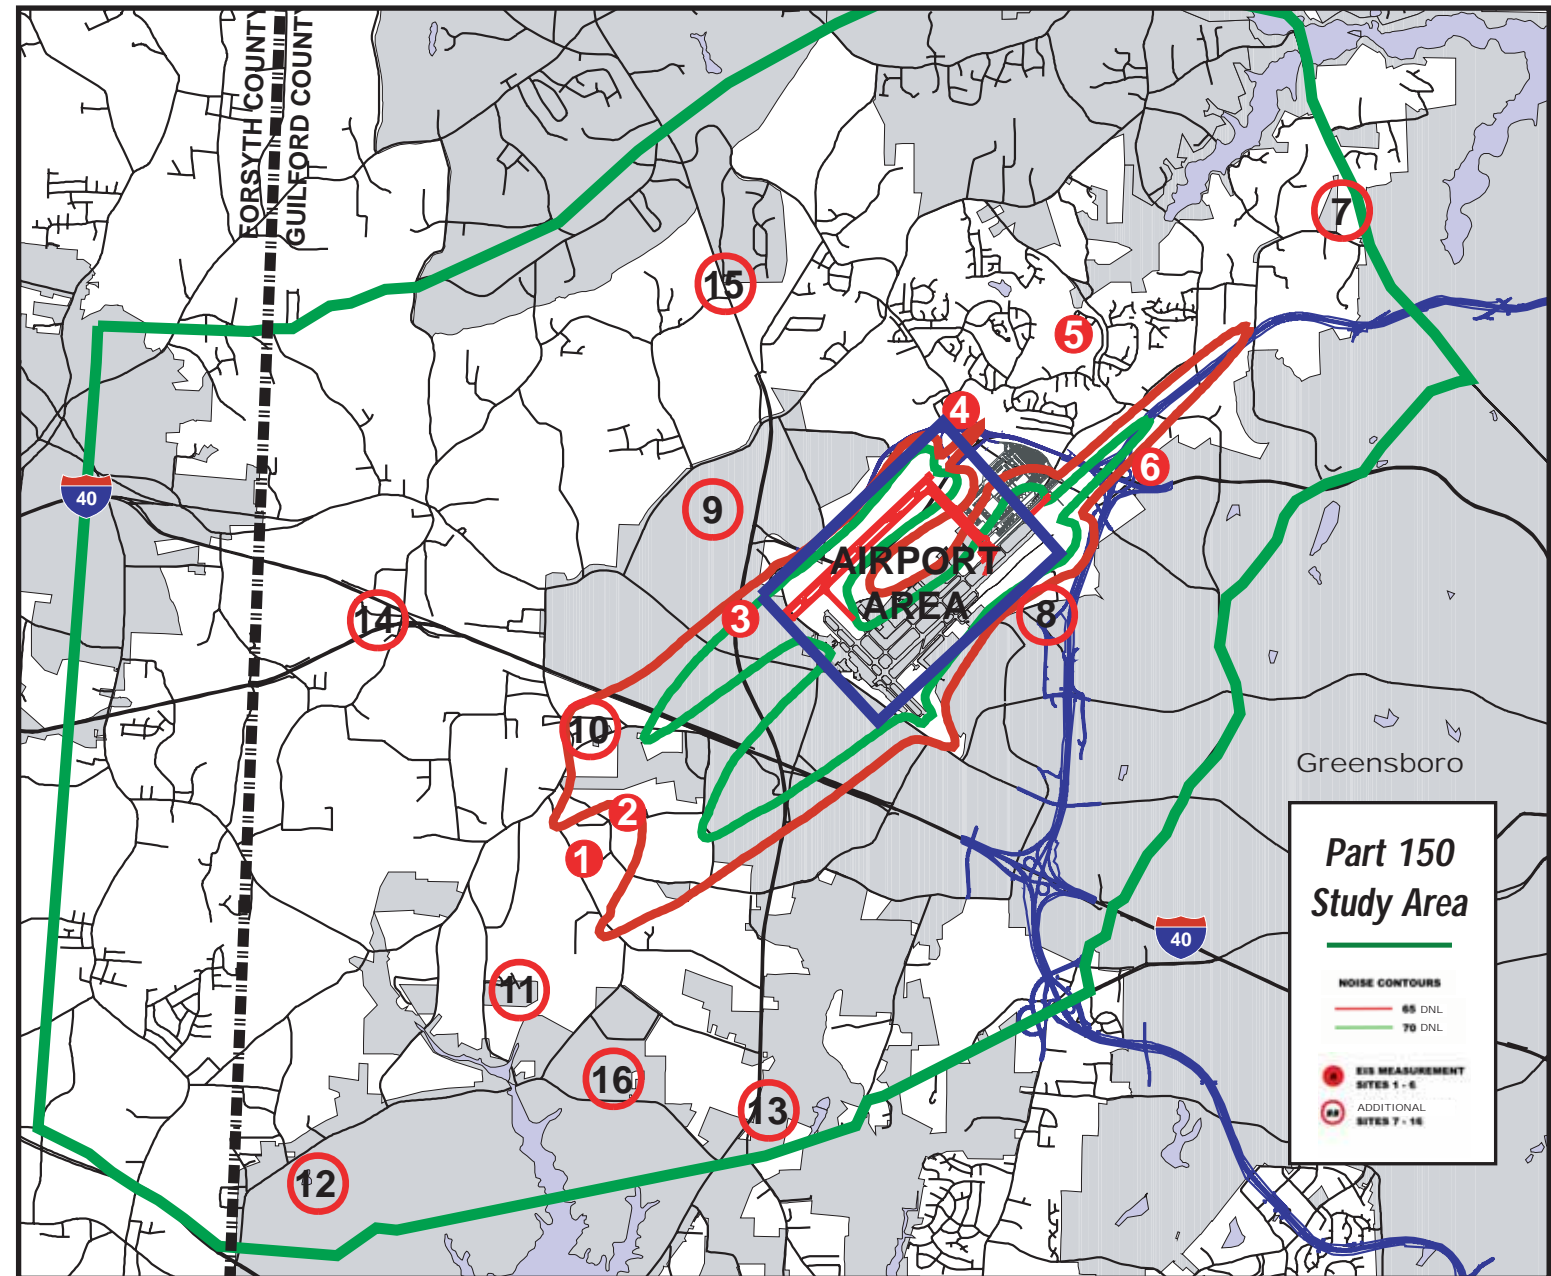 FORSYTH COUNTY
GUILFORD COUNTY
7
15
5
4
6
40
9
AIRPORT
AREA
3
8
14
10
2
1
Greensboro
Part 150
Study Area
40
NOISE CONTOURS
65 DNL
70 DNL
EIS MEASUREMENT
SITES 1 - 6
## ADDITIONAL
SITES 7 - 16
11
16
13
12